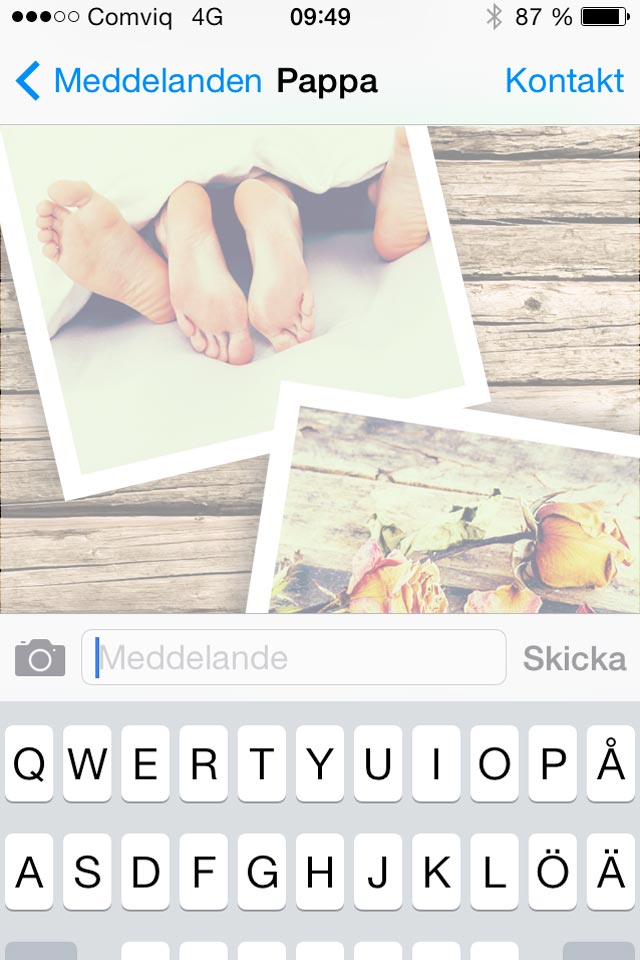 Comviq 4G 09:49 87 %
Meddelanden Pappa Kontakt
Meddelande Skicka
Q W E R T Y U I O P Å
A S D F G H J K L Ö Ä